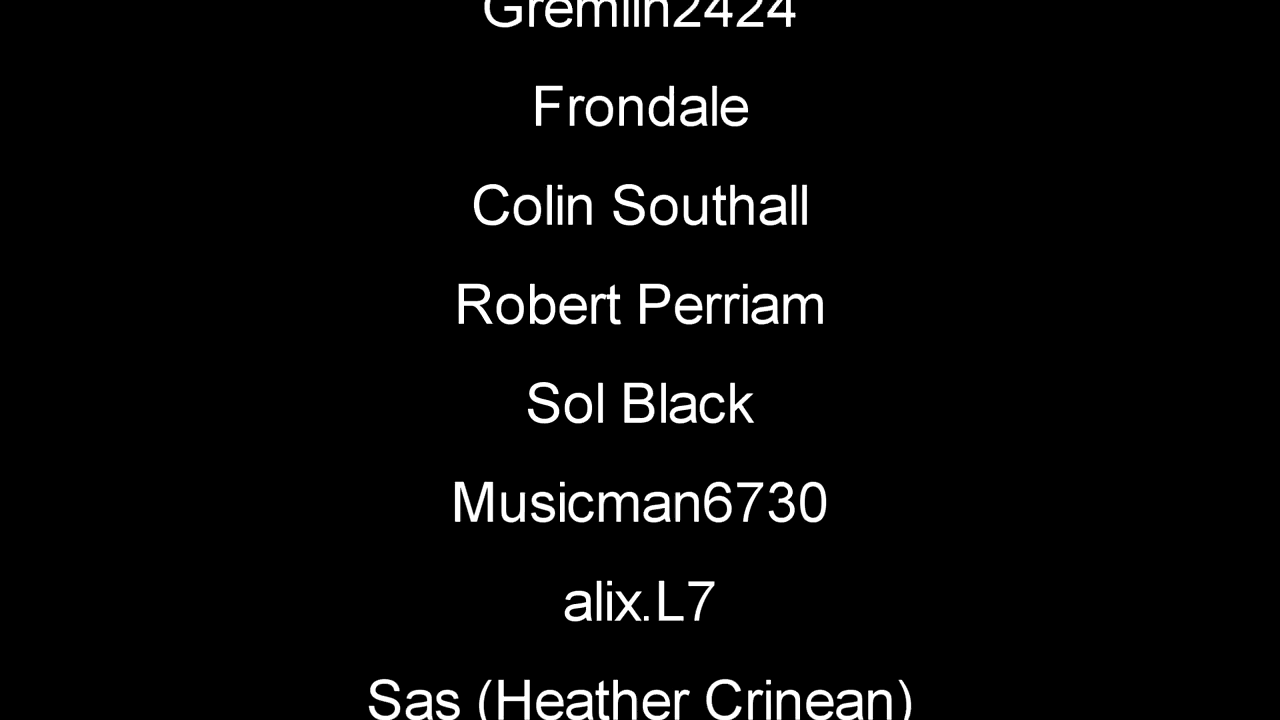 Gremlin2424
Frondale
Colin Southall
Robert Perriam
Sol Black
Musicman6730
alix.L7
Sas (Heather Crinean)